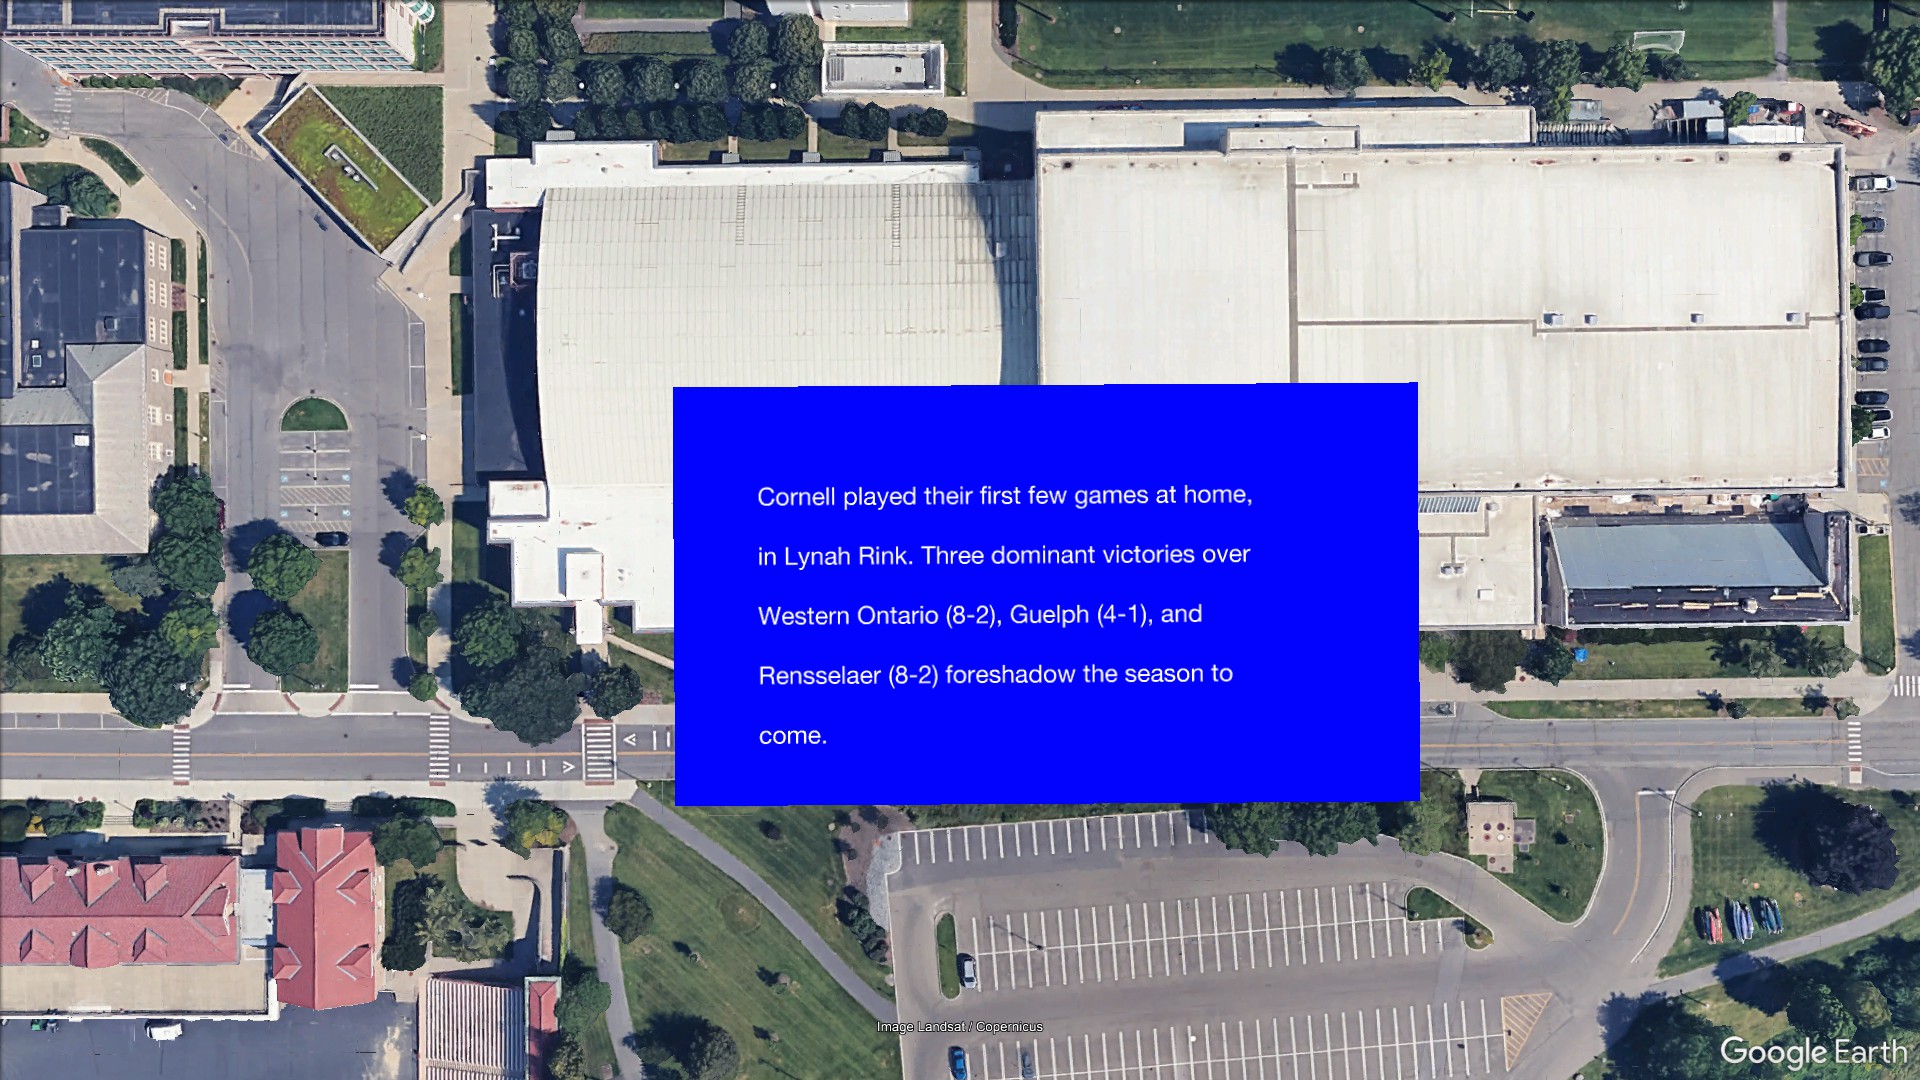 Cornell played their first few games at home,
in Lynah Rink. Three dominant victories over
Western Ontario (8-2), Guelph (4-1), and
Rensselaer (8-2) foreshadow the season to
come.
Image Landsat / Copernicus
Google Earth